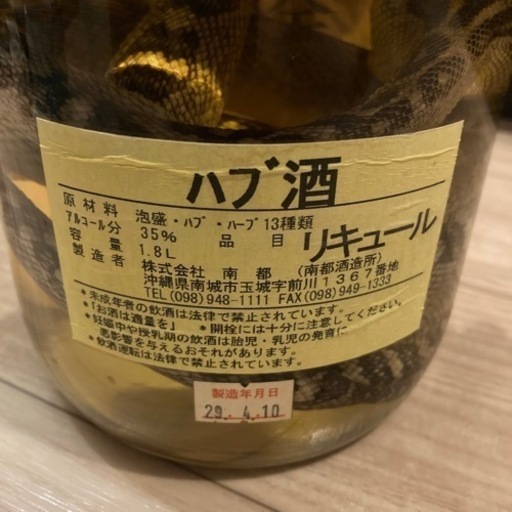 ハブ酒
原材料 泡盛・ハブ・ハーブ13種類
アルコール分 35% 品目 リキュール
容量 1.8L
製造者 株式会社 南都 (南都酒造所)
沖縄県南城市玉城字前川1367番地
TEL(098)948-1111 FAX(098)949-1333
*未成年者の飲酒は法律で禁止されています。
*「お酒は適量を」 *開栓には十分に注意してください。
*妊娠中や授乳期の飲酒は胎児・乳児の発育に
悪影響を与えるおそれがあります。
*飲酒運転は法律で禁止されています。
製造年月日
29. 4.10